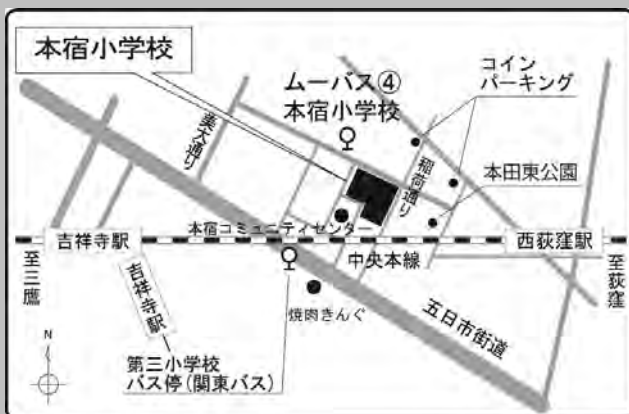 本宿小学校
ムーバス④
本宿小学校
コイン
パーキング
美大通り
稲荷通り
本田東公園
本宿コミュニティセンター
吉祥寺駅
西荻窪駅
至三鷹
吉祥寺駅
中央本線
至荻窪
焼肉きんぐ
五日市街道
N
第三小学校
バス停(関東バス)